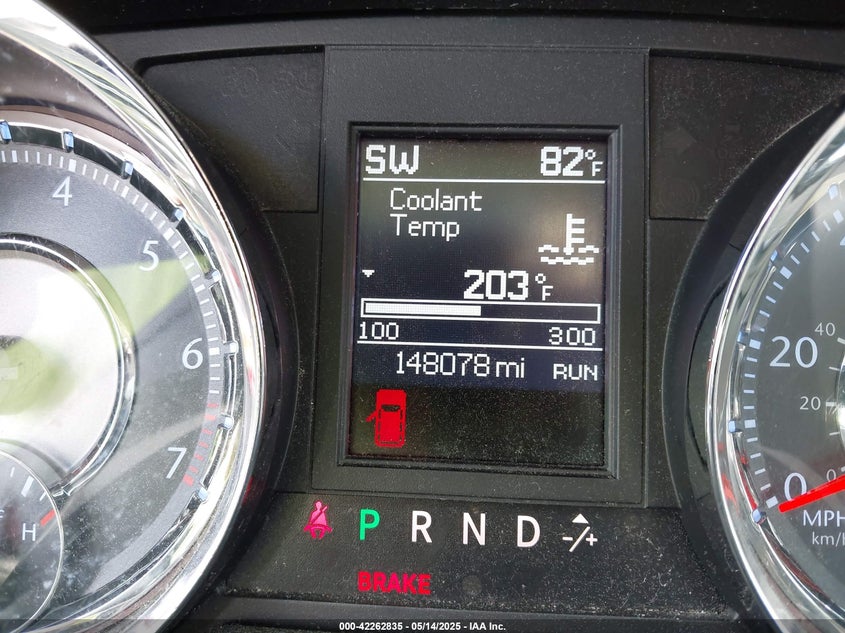 SW 82°F
Coolant
Temp
203°F
100 300
148078 mi RUN
4
5
6
7
H
P R N D -/+
BRAKE
40
20
20
0
0
MPH
km/h
000-42262835 - 05/14/2025 - IAA Inc.